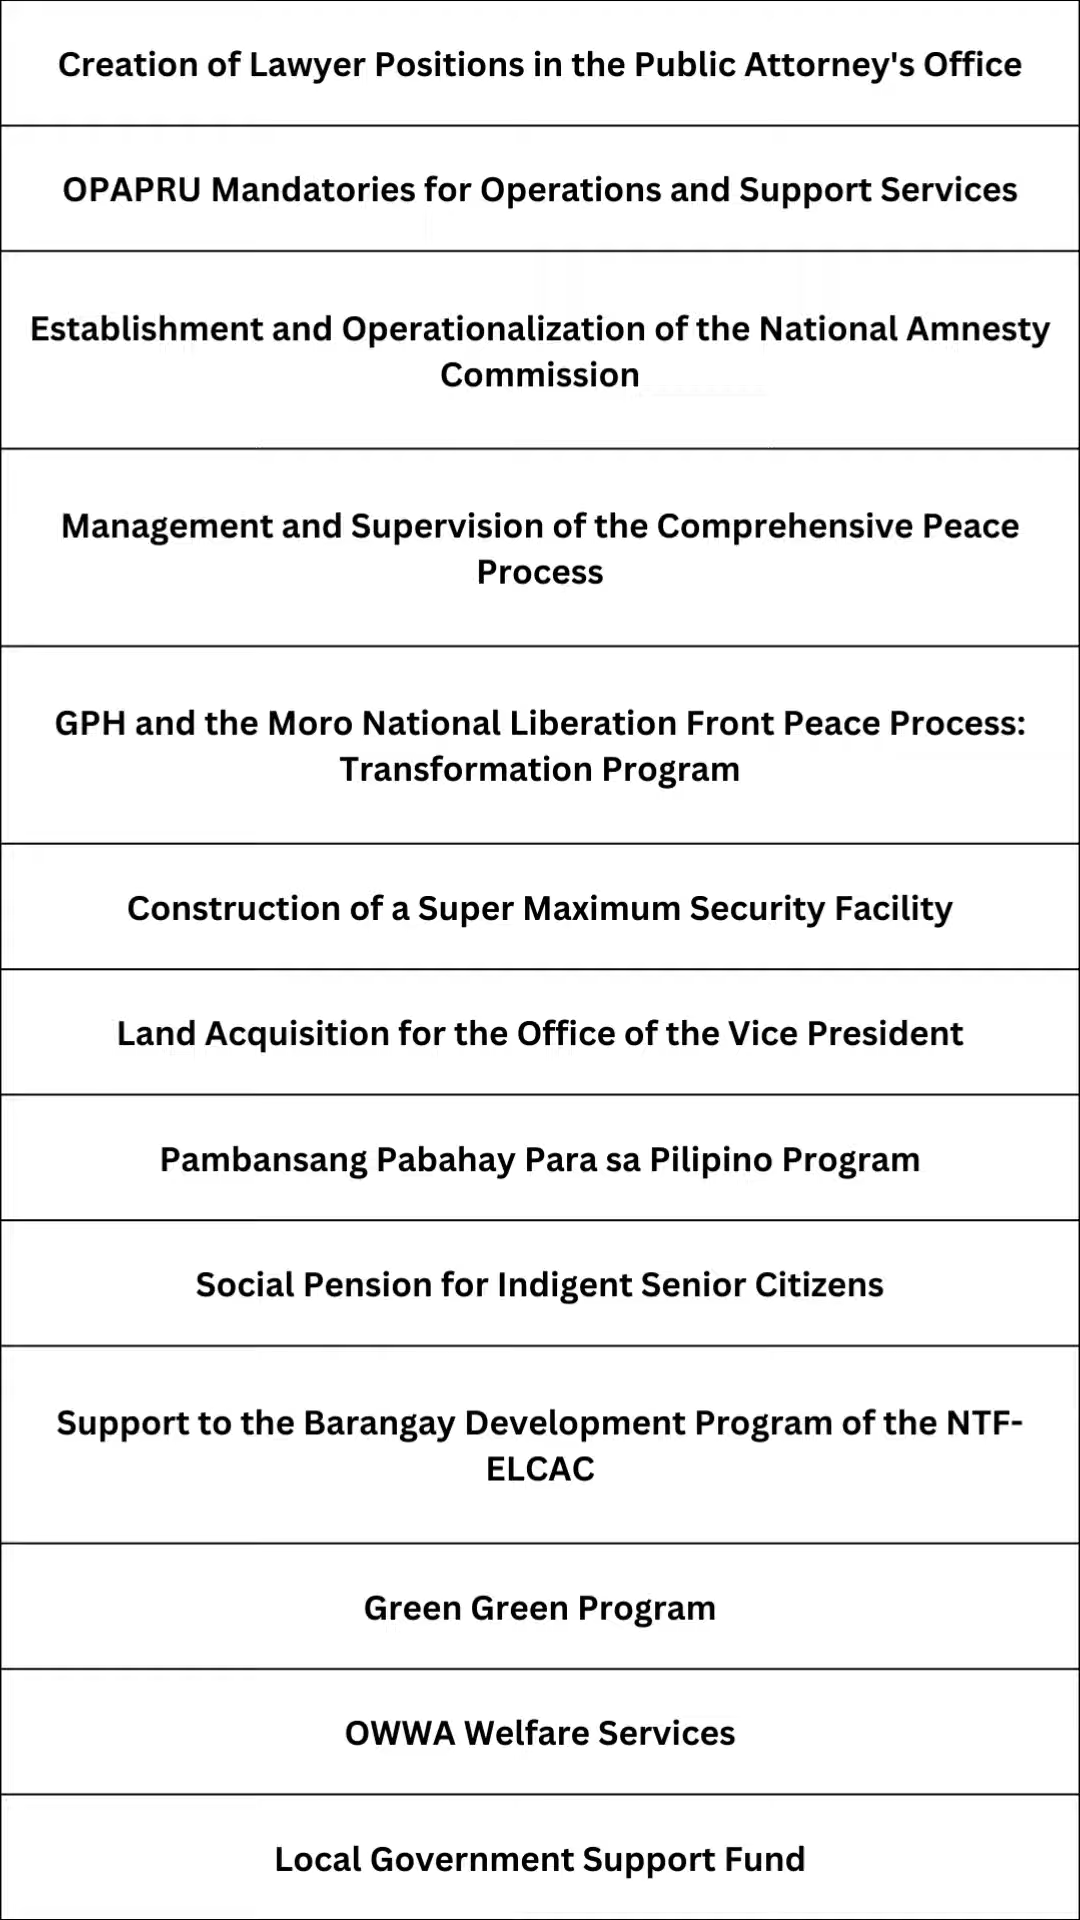 Creation of Lawyer Positions in the Public Attorney's Office
OPAPRU Mandatories for Operations and Support Services
Establishment and Operationalization of the National Amnesty
Commission
Management and Supervision of the Comprehensive Peace
Process
GPH and the Moro National Liberation Front Peace Process:
Transformation Program
Construction of a Super Maximum Security Facility
Land Acquisition for the Office of the Vice President
Pambansang Pabahay Para sa Pilipino Program
Social Pension for Indigent Senior Citizens
Support to the Barangay Development Program of the NTF-
ELCAC
Green Green Program
OWWA Welfare Services
Local Government Support Fund